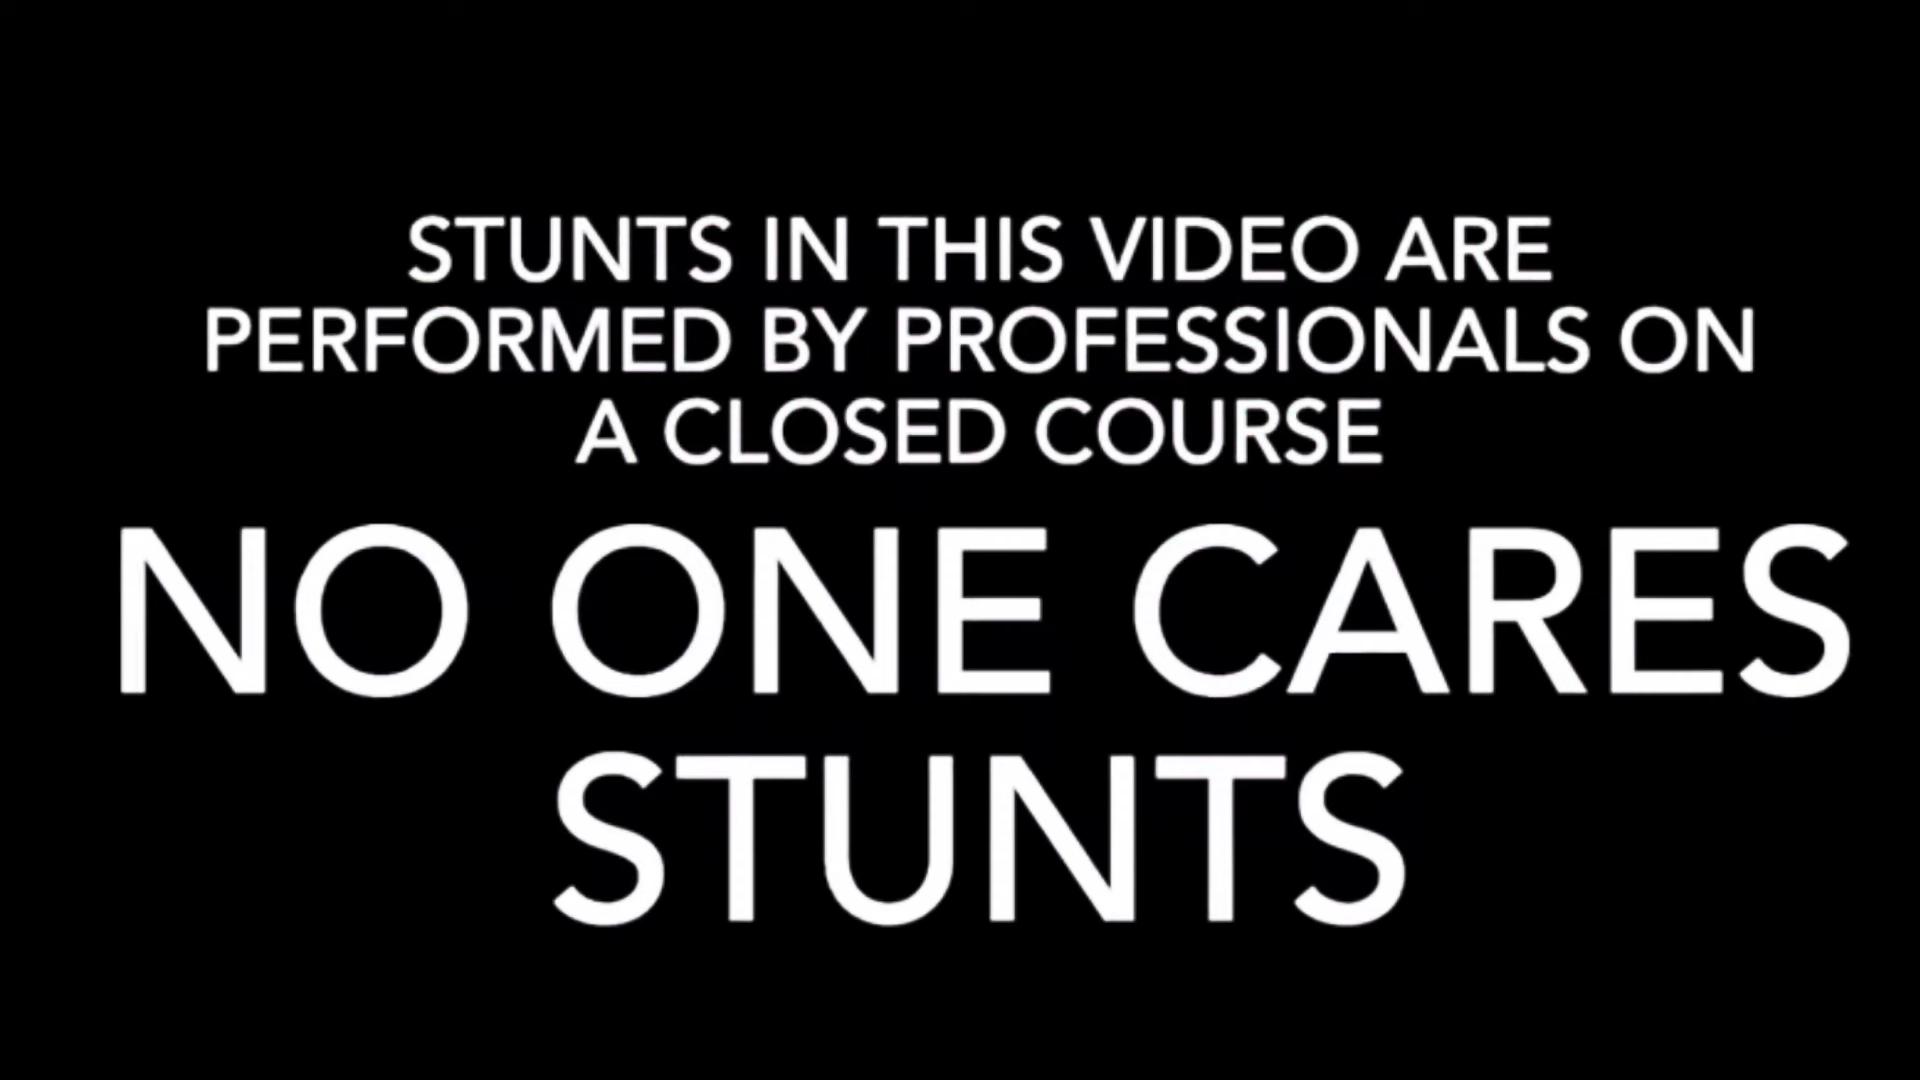 STUNTS IN THIS VIDEO ARE
PERFORMED BY PROFESSIONALS ON
A CLOSED COURSE
NO ONE CARES
STUNTS